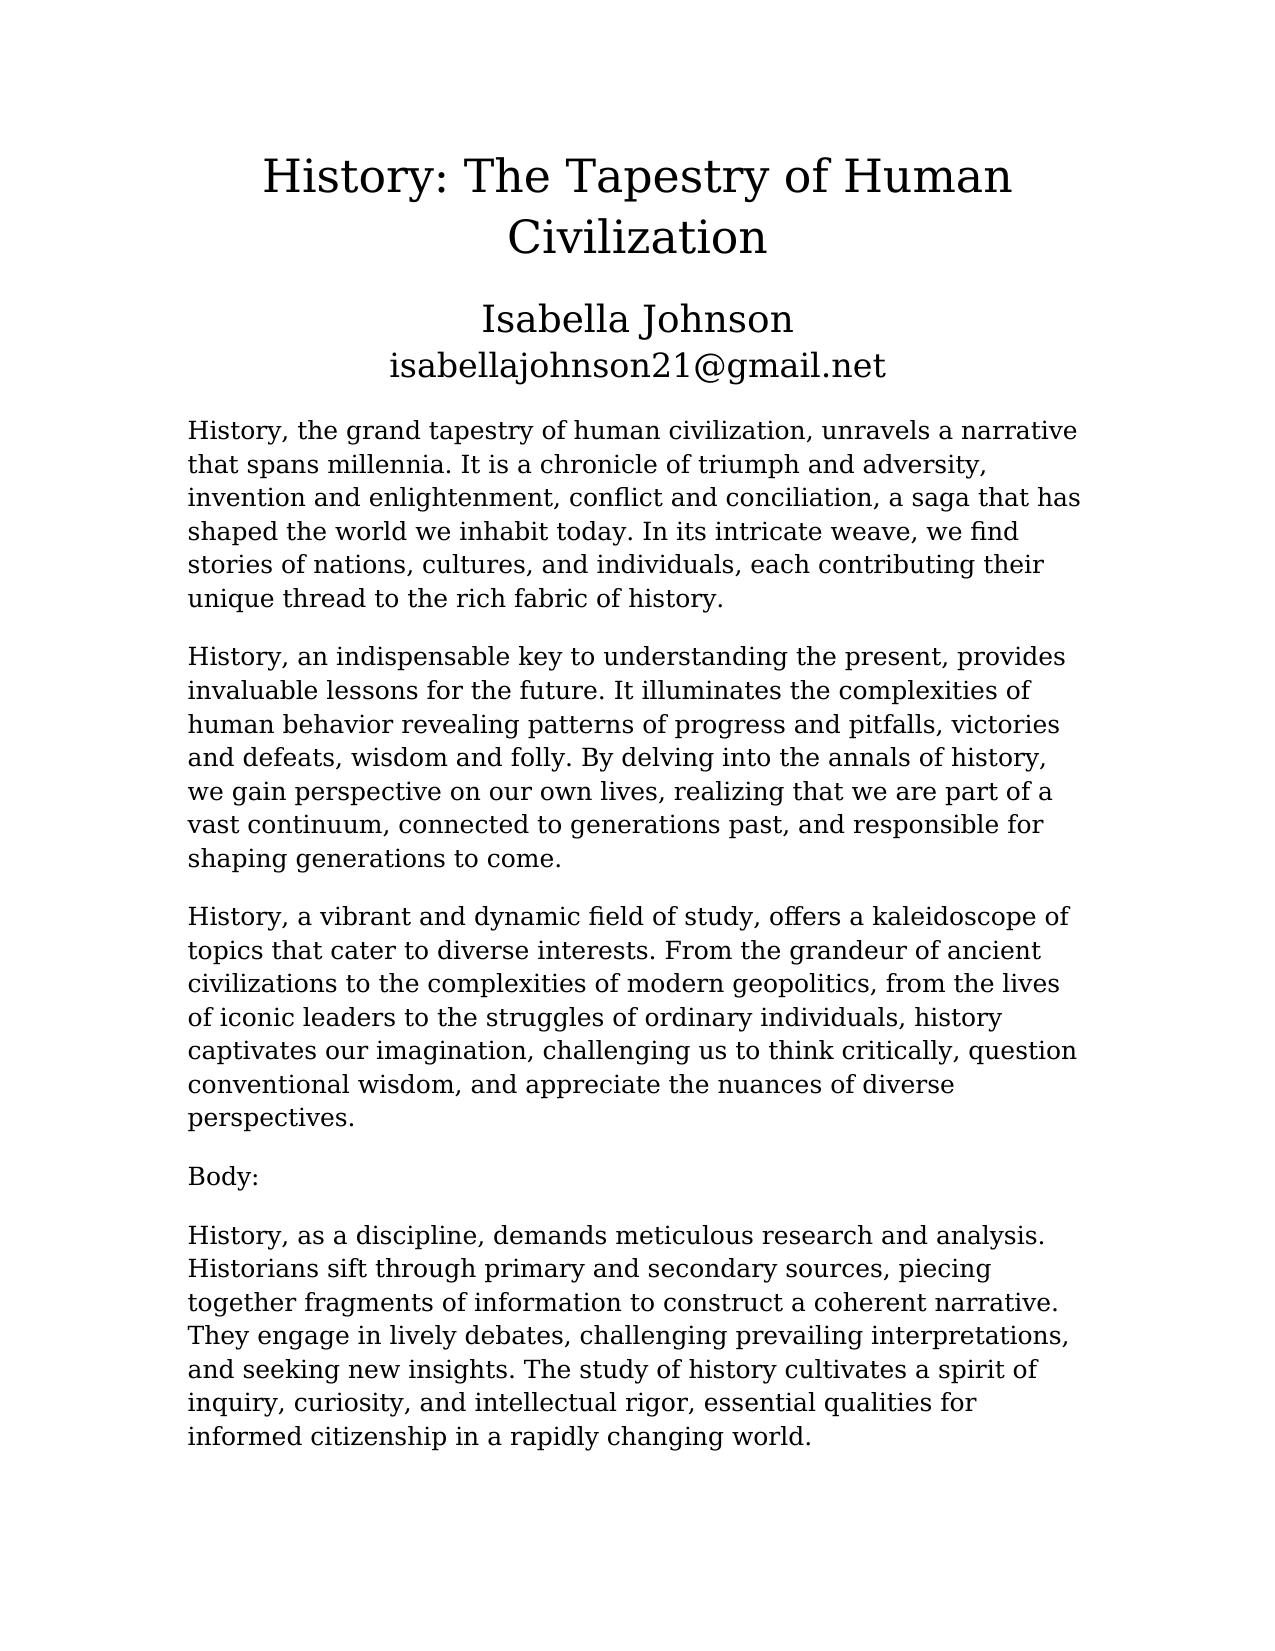 History: The Tapestry of Human
Civilization
Isabella Johnson
isabellajohnson21@gmail.net
History, the grand tapestry of human civilization, unravels a narrative
that spans millennia. It is a chronicle of triumph and adversity,
invention and enlightenment, conflict and conciliation, a saga that has
shaped the world we inhabit today. In its intricate weave, we find
stories of nations, cultures, and individuals, each contributing their
unique thread to the rich fabric of history.
History, an indispensable key to understanding the present, provides
invaluable lessons for the future. It illuminates the complexities of
human behavior revealing patterns of progress and pitfalls, victories
and defeats, wisdom and folly. By delving into the annals of history,
we gain perspective on our own lives, realizing that we are part of a
vast continuum, connected to generations past, and responsible for
shaping generations to come.
History, a vibrant and dynamic field of study, offers a kaleidoscope of
topics that cater to diverse interests. From the grandeur of ancient
civilizations to the complexities of modern geopolitics, from the lives
of iconic leaders to the struggles of ordinary individuals, history
captivates our imagination, challenging us to think critically, question
conventional wisdom, and appreciate the nuances of diverse
perspectives.
Body:
History, as a discipline, demands meticulous research and analysis.
Historians sift through primary and secondary sources, piecing
together fragments of information to construct a coherent narrative.
They engage in lively debates, challenging prevailing interpretations,
and seeking new insights. The study of history cultivates a spirit of
inquiry, curiosity, and intellectual rigor, essential qualities for
informed citizenship in a rapidly changing world.